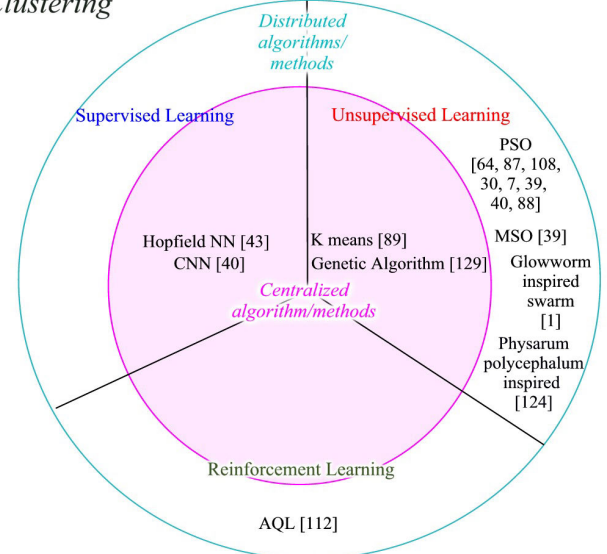 Clustering
Distributed
algorithms/
methods
Supervised Learning
Unsupervised Learning
PSO
[64, 87, 108,
30, 7, 39,
40, 88]
Hopfield NN [43]
CNN [40]
K means [89]
Genetic Algorithm [129]
MSO [39]
Glowworm
inspired
swarm
[1]
Centralized
algorithm/methods
Physarum
polycephalum
inspired
[124]
Reinforcement Learning
AQL [112]